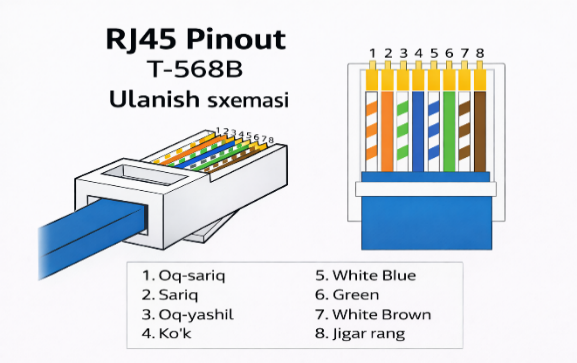 RJ45 Pinout
T-568B
Ulanish sxemasi
1 2 3 4 5 6 7 8
1 2 3 4 5 6 7 8
1. Oq-sariq
2. Sariq
3. Oq-yashil
4. Ko'k
5. White Blue
6. Green
7. White Brown
8. Jigar rang